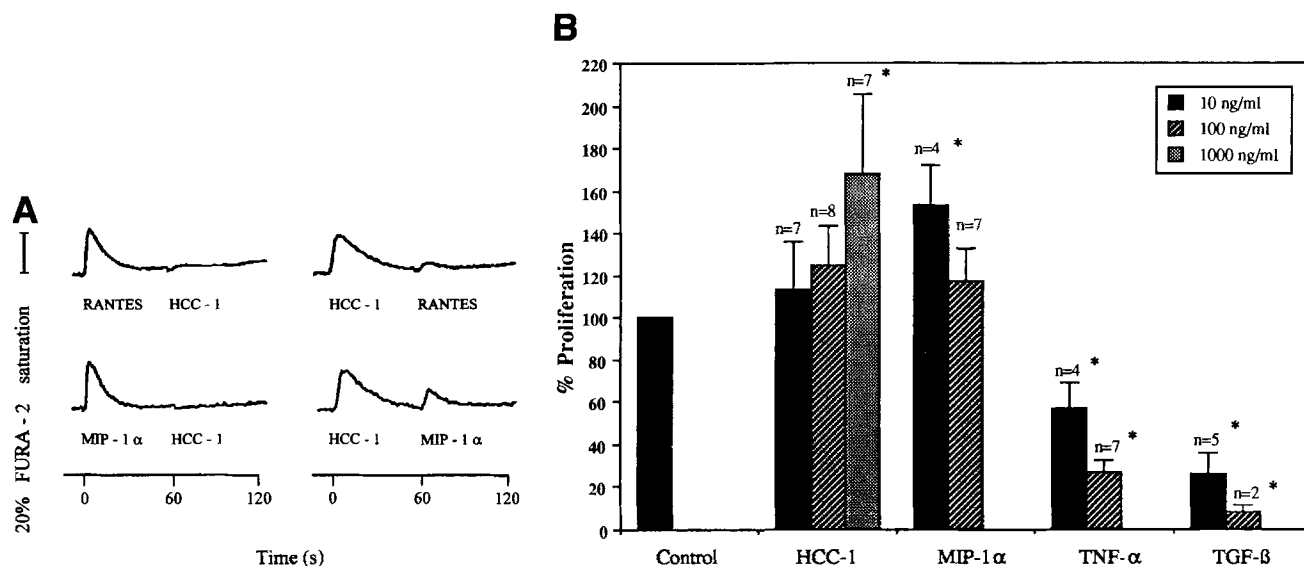 A
20% FURA - 2 saturation
RANTES HCC - 1
HCC - 1 RANTES
MIP - 1 α HCC - 1
HCC - 1 MIP - 1 α
0 60 120
0 60 120
Time (s)
B
% Proliferation
220
200
180
160
140
120
100
80
60
40
20
0
n=7
n=8
n=7 *
n=4 *
n=7
n=4 *
n=7 *
n=5 *
n=2 *
10 ng/ml
100 ng/ml
1000 ng/ml
Control HCC-1 MIP-1 α TNF- α TGF-ß